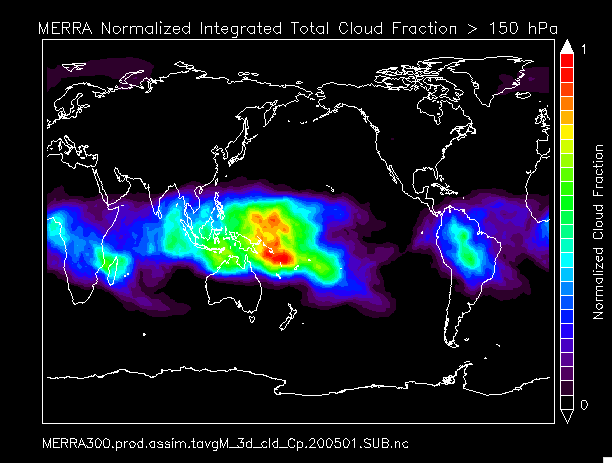 MERRA Normalized Integrated Total Cloud Fraction > 150 hPa
1
Normalized Cloud Fraction
0
MERRA300.prod.assim.tavgM_3d_cld_Cp.200501.SUB.nc